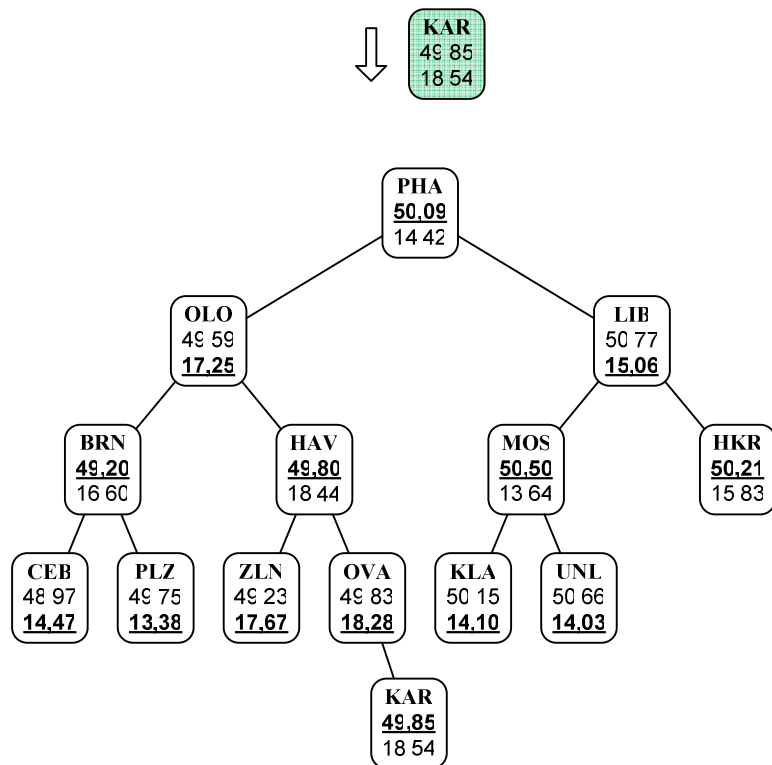 KAR
49 85
18 54
PHA
50,09
14 42
OLO
49 59
17,25
LIB
50 77
15,06
BRN
49,20
16 60
HAV
49,80
18 44
MOS
50,50
13 64
HKR
50,21
15 83
CEB
48 97
14,47
PLZ
49 75
13,38
ZLN
49 23
17,67
OVA
49 83
18,28
KLA
50 15
14,10
UNL
50 66
14,03
KAR
49,85
18 54